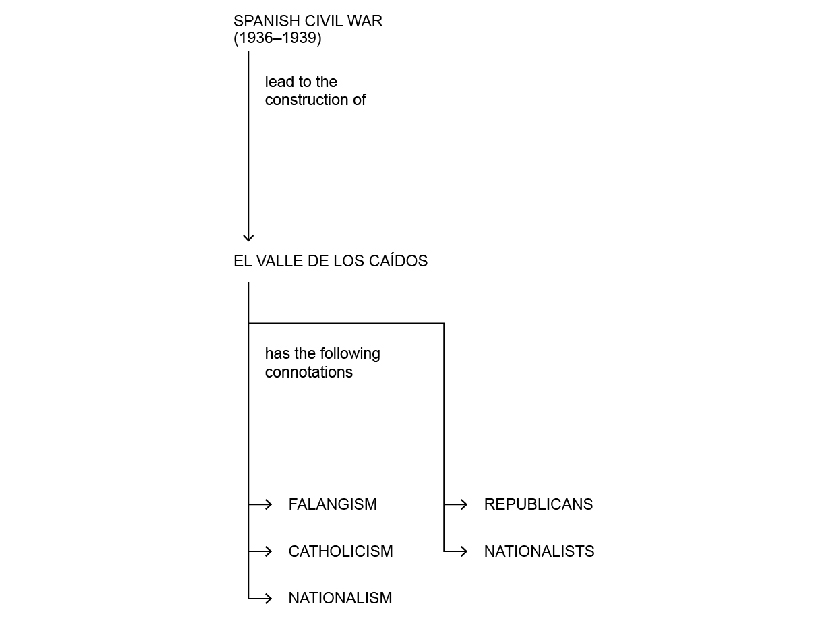 SPANISH CIVIL WAR
(1936–1939)
lead to the
construction of
EL VALLE DE LOS CAÍDOS
has the following
connotations
FALANGISM
REPUBLICANS
CATHOLICISM
NATIONALISTS
NATIONALISM